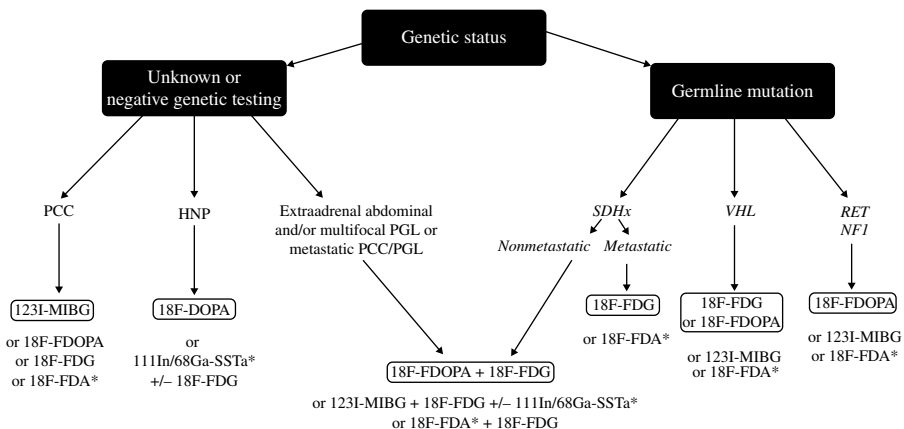 Genetic status
Unknown or
negative genetic testing
Germline mutation
PCC
HNP
Extraadrenal abdominal
and/or multifocal PGL or
metastatic PCC/PGL
SDHx
Nonmetastatic
Metastatic
VHL
RET
NF1
123I-MIBG
or 18F-FDOPA
or 18F-FDG
or 18F-FDA*
18F-DOPA
or
111In/68Ga-SSTa*
+/– 18F-FDG
18F-FDOPA + 18F-FDG
or 123I-MIBG + 18F-FDG +/– 111In/68Ga-SSTa*
or 18F-FDA* + 18F-FDG
18F-FDG
or 18F-FDA*
18F-FDG
or 18F-FDOPA
or 123I-MIBG
or 18F-FDA*
18F-FDOPA
or 123I-MIBG
or 18F-FDA*